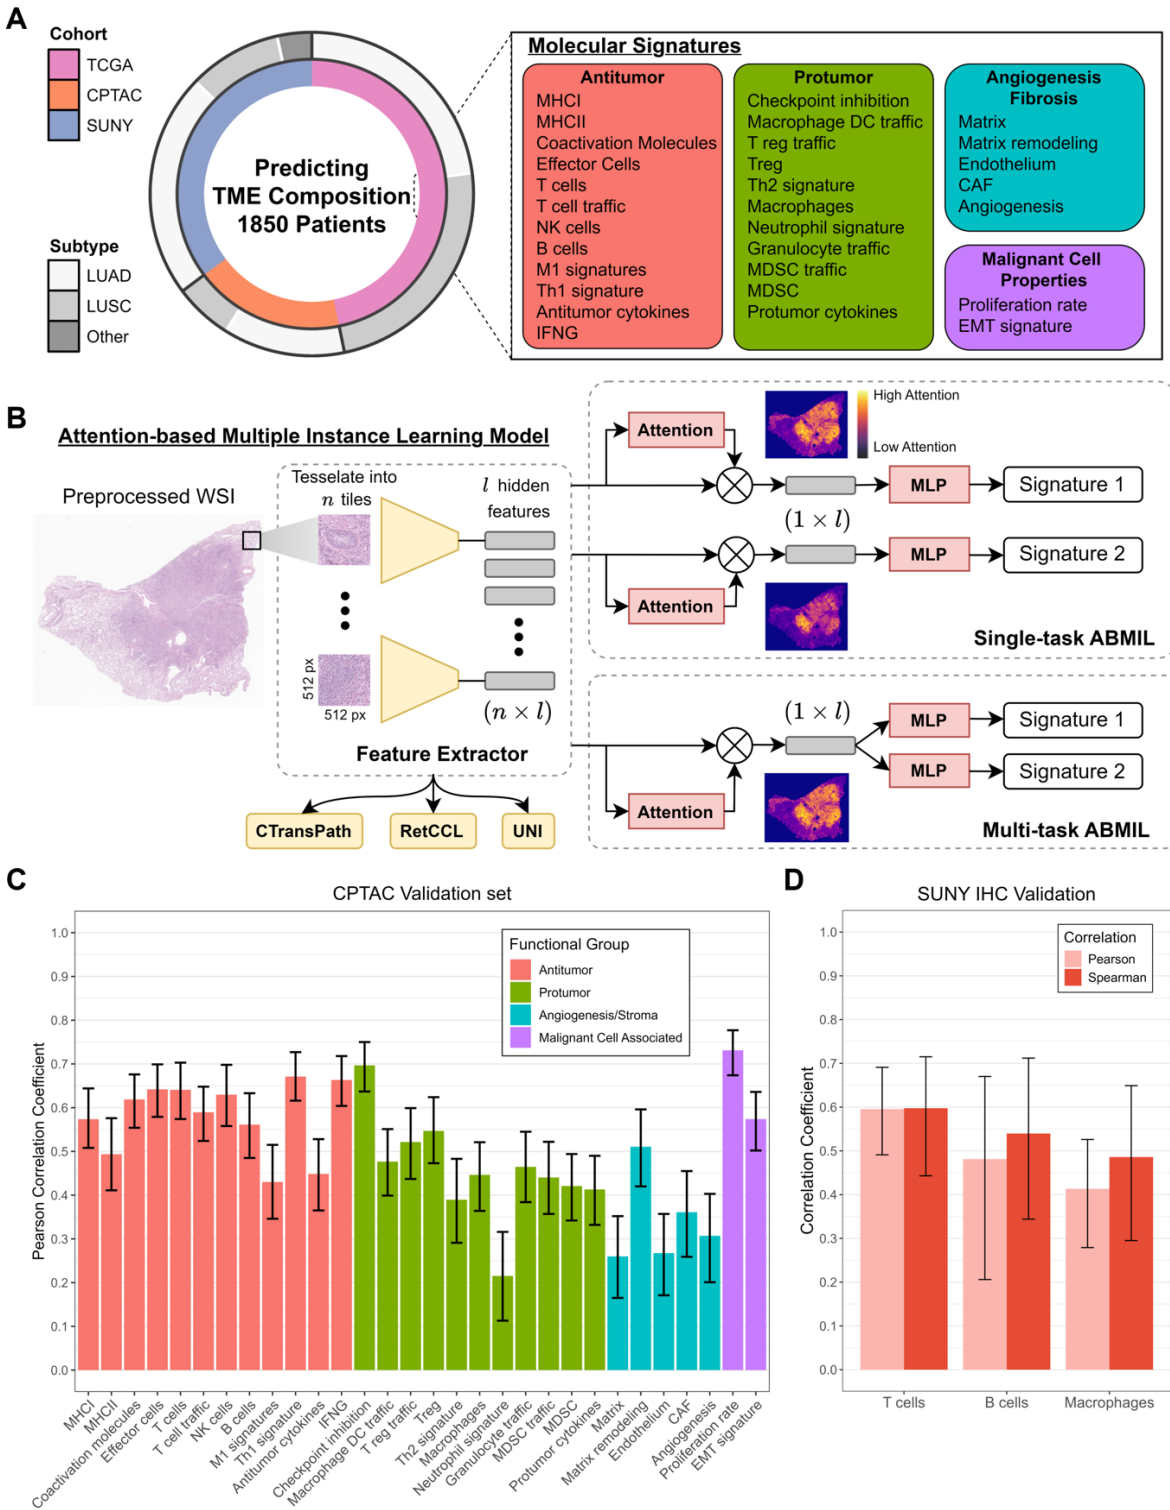 A
Cohort
TCGA
CPTAC
SUNY
Subtype
LUAD
LUSC
Other
Predicting
TME Composition
1850 Patients
Molecular Signatures
Antitumor
MHCI
MHCII
Coactivation Molecules
Effector Cells
T cells
T cell traffic
NK cells
B cells
M1 signatures
Th1 signature
Antitumor cytokines
IFNG
Protumor
Checkpoint inhibition
Macrophage DC traffic
T reg traffic
Treg
Th2 signature
Macrophages
Neutrophil signature
Granulocyte traffic
MDSC traffic
MDSC
Protumor cytokines
Angiogenesis
Fibrosis
Matrix
Matrix remodeling
Endothelium
CAF
Angiogenesis
Malignant Cell
Properties
Proliferation rate
EMT signature
B
Attention-based Multiple Instance Learning Model
Preprocessed WSI
Tesselate into
n tiles
l hidden
features
512 px
512 px
(n × l)
Feature Extractor
CTransPath
RetCCL
UNI
Attention
High Attention
Low Attention
(1 × l)
MLP
Signature 1
Attention
MLP
Signature 2
Single-task ABMIL
Attention
(1 × l)
MLP
Signature 1
MLP
Signature 2
Multi-task ABMIL
C
CPTAC Validation set
Pearson Correlation Coefficient
1.0
0.9
0.8
0.7
0.6
0.5
0.4
0.3
0.2
0.1
0.0
Functional Group
Antitumor
Protumor
Angiogenesis/Stroma
Malignant Cell Associated
MHCI
MHCII
Coactivation molecules
Effector cells
T cells
T cell traffic
NK cells
B cells
M1 signatures
Th1 signature
Antitumor cytokines
IFNG
Checkpoint inhibition
Macrophage DC traffic
T reg traffic
Treg
Th2 signature
Macrophages
Neutrophil signature
Granulocyte traffic
MDSC traffic
MDSC
Protumor cytokines
Matrix
Matrix remodeling
Endothelium
CAF
Angiogenesis
Proliferation rate
EMT signature
D
SUNY IHC Validation
Correlation Coefficient
1.0
0.9
0.8
0.7
0.6
0.5
0.4
0.3
0.2
0.1
0.0
Correlation
Pearson
Spearman
T cells
B cells
Macrophages